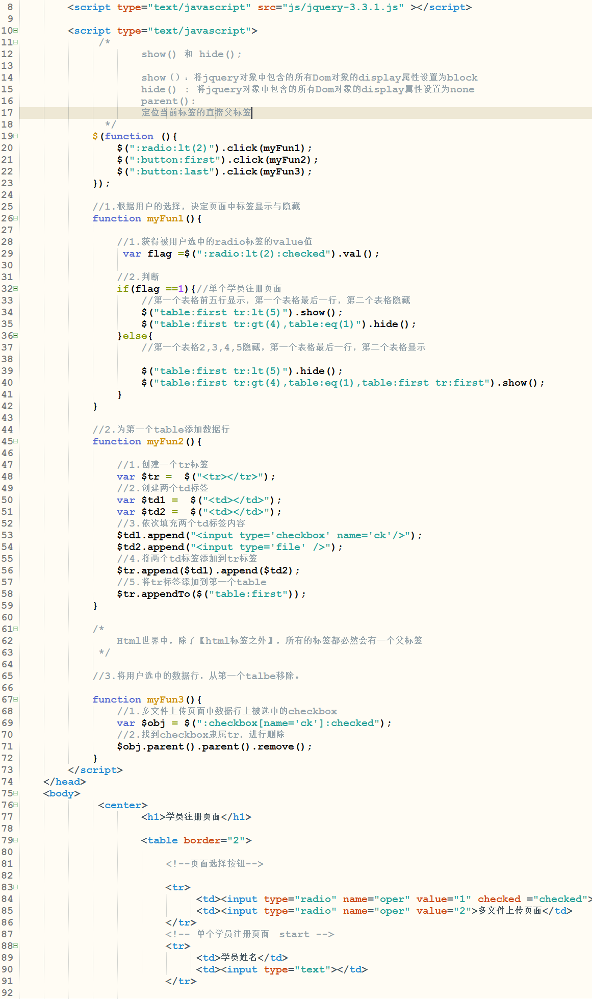 8 <script type="text/javascript" src="js/jquery-3.3.1.js" ></script>
9
10 <script type="text/javascript">
11 /*
12 show() 和 hide();
13
14 show（）：将jquery对象中包含的所有Dom对象的display属性设置为block
15 hide() : 将jquery对象中包含的所有Dom对象的display属性设置为none
16 parent():
17 定位当前标签的直接父标签
18 */
19 $(function (){
20 $(":radio:lt(2)").click(myFun1);
21 $(":button:first").click(myFun2);
22 $(":button:last").click(myFun3);
23 });
24
25 //1.根据用户的选择，决定页面中标签显示与隐藏
26 function myFun1(){
27
28 //1.获得被用户选中的radio标签的value值
29 var flag =$(":radio:lt(2):checked").val();
30
31 //2.判断
32 if(flag ==1){//单个学员注册页面
33 //第一个表格前五行显示，第一个表格最后一行，第二个表格隐藏
34 $("table:first tr:lt(5)").show();
35 $("table:first tr:gt(4),table:eq(1)").hide();
36 }else{
37 //第一个表格2,3,4,5隐藏，第一个表格最后一行，第二个表格显示
38
39 $("table:first tr:lt(5)").hide();
40 $("table:first tr:gt(4),table:eq(1),table:first tr:first").show();
41 }
42 }
43
44 //2.为第一个table添加数据行
45 function myFun2(){
46
47 //1.创建一个tr标签
48 var $tr =  $("<tr></tr>");
49 //2.创建两个td标签
50 var $td1 =  $("<td></td>");
51 var $td2 =  $("<td></td>");
52 //3.依次填充两个td标签内容
53 $td1.append("<input type='checkbox' name='ck'/>");
54 $td2.append("<input type='file' />");
55 //4.将两个td标签添加到tr标签
56 $tr.append($td1).append($td2);
57 //5.将tr标签添加到第一个table
58 $tr.appendTo($("table:first"));
59 }
60
61 /*
62 Html世界中，除了【html标签之外】，所有的标签都必然会有一个父标签
63 */
64
65 //3.将用户选中的数据行，从第一个talbe移除。
66
67 function myFun3(){
68 //1.多文件上传页面中数据行上被选中的checkbox
69 var $obj = $(":checkbox[name='ck']:checked");
70 //2.找到checkbox隶属tr，进行删除
71 $obj.parent().parent().remove();
72 }
73 </script>
74 </head>
75 <body>
76 <center>
77 <h1>学员注册页面</h1>
78
79 <table border="2">
80
81 <!--页面选择按钮-->
82
83 <tr>
84 <td><input type="radio" name="oper" value="1" checked ="checked">
85 <td><input type="radio" name="oper" value="2">多文件上传页面</td>
86 </tr>
87 <!-- 单个学员注册页面  start -->
88 <tr>
89 <td>学员姓名</td>
90 <td><input type="text"></td>
91 </tr>
92